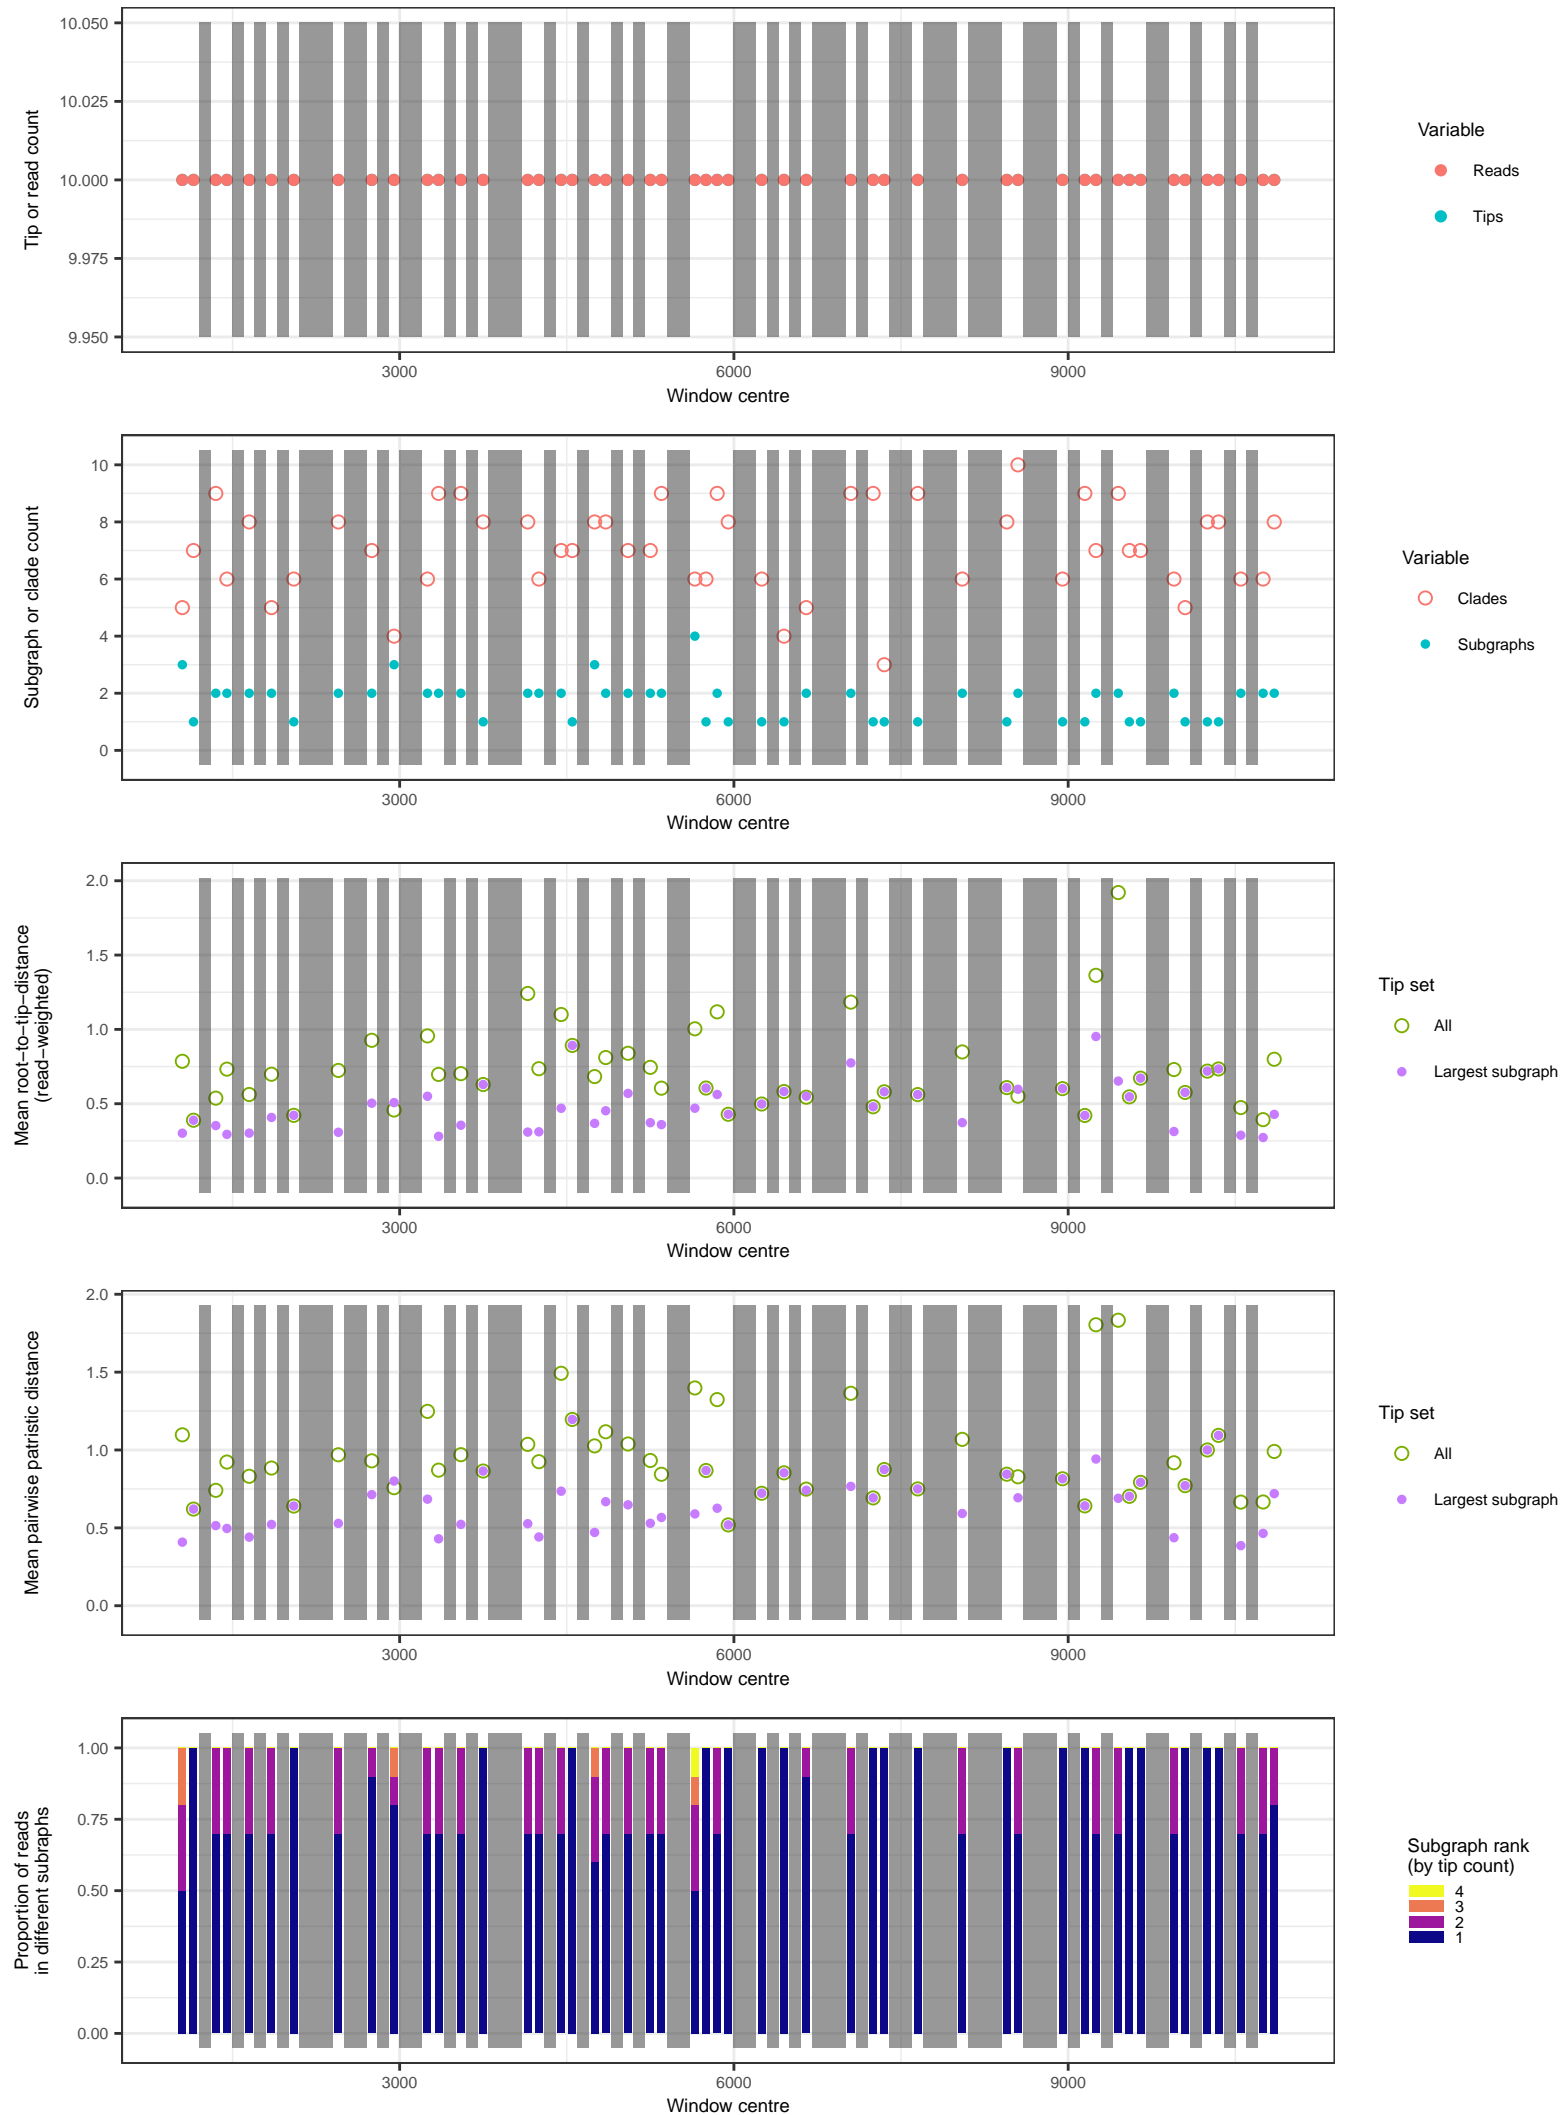 10.050
10.025
10.000
9.975
9.950
Tip or read count
3000
6000
9000
Window centre
Variable
Reads
Tips
10
8
6
4
2
0
Subgraph or clade count
3000
6000
9000
Window centre
Variable
Clades
Subgraphs
2.0
1.5
1.0
0.5
0.0
Mean root−to−tip−distance
(read−weighted)
3000
6000
9000
Window centre
Tip set
All
Largest subgraph
2.0
1.5
1.0
0.5
0.0
Mean pairwise patristic distance
3000
6000
9000
Window centre
Tip set
All
Largest subgraph
1.00
0.75
0.50
0.25
0.00
Proportion of reads
in different subraphs
3000
6000
9000
Window centre
Subgraph rank
(by tip count)
4
3
2
1